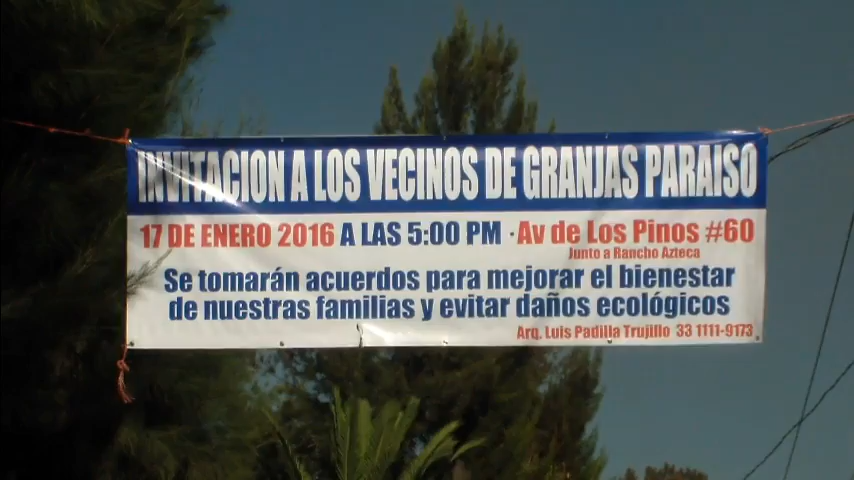 INVITACION A LOS VECINOS DE GRANJAS PARAISO
17 DE ENERO 2016 A LAS 5:00 PM · Av de Los Pinos #60
Junto a Rancho Azteca
Se tomarán acuerdos para mejorar el bienestar
de nuestras familias y evitar daños ecológicos
Arq. Luis Padilla Trujillo 33 1111-9173